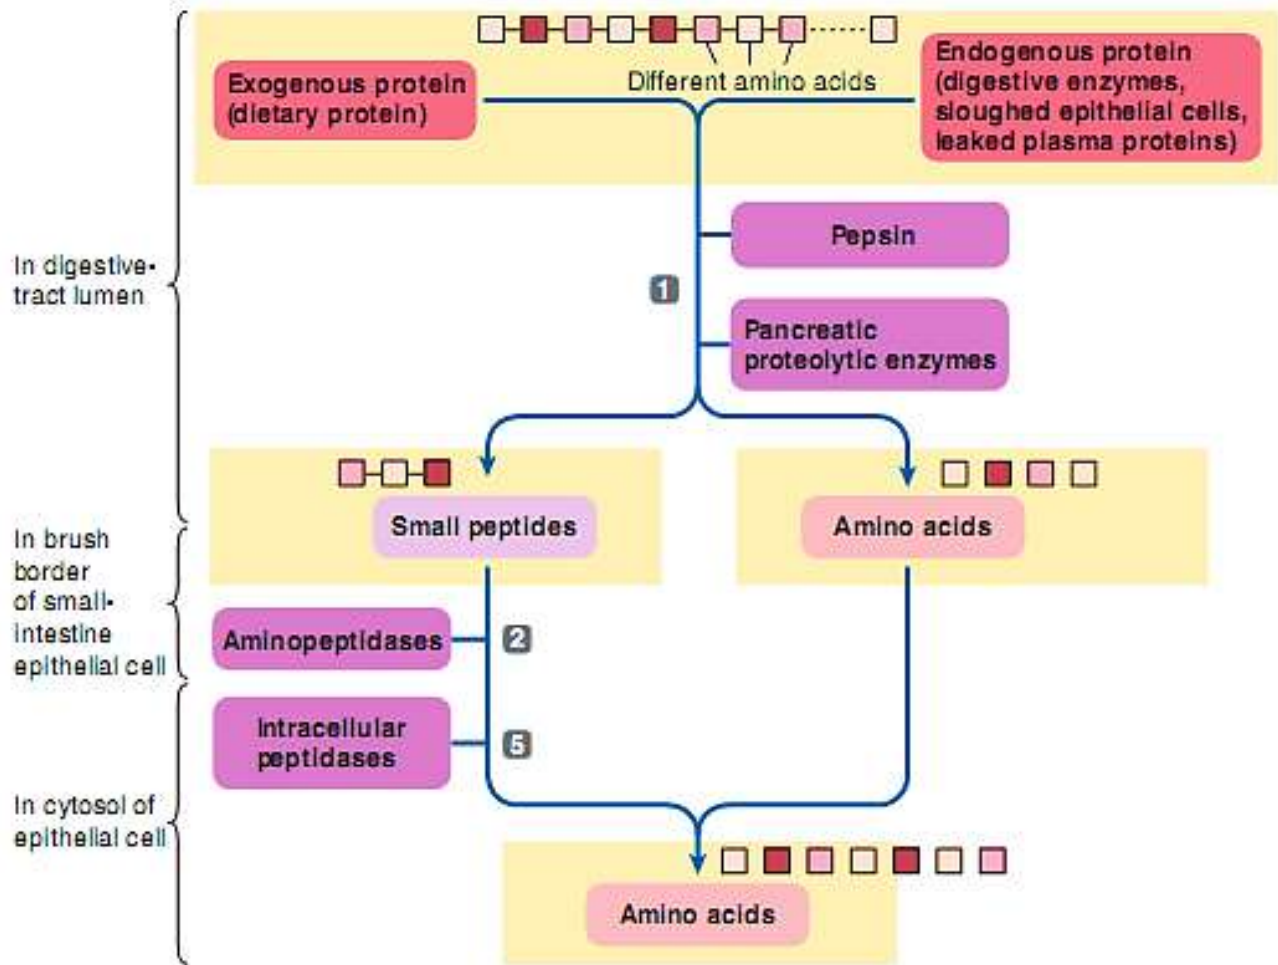 Exogenous protein
(dietary protein)
Different amino acids
Endogenous protein
(digestive enzymes,
sloughed epithelial cells,
leaked plasma proteins)
In digestive-
tract lumen
Pepsin
1
Pancreatic
proteolytic enzymes
Small peptides
Amino acids
In brush
border
of small-
intestine
epithelial cell
Aminopeptidases
2
Intracellular
peptidases
5
In cytosol of
epithelial cell
Amino acids